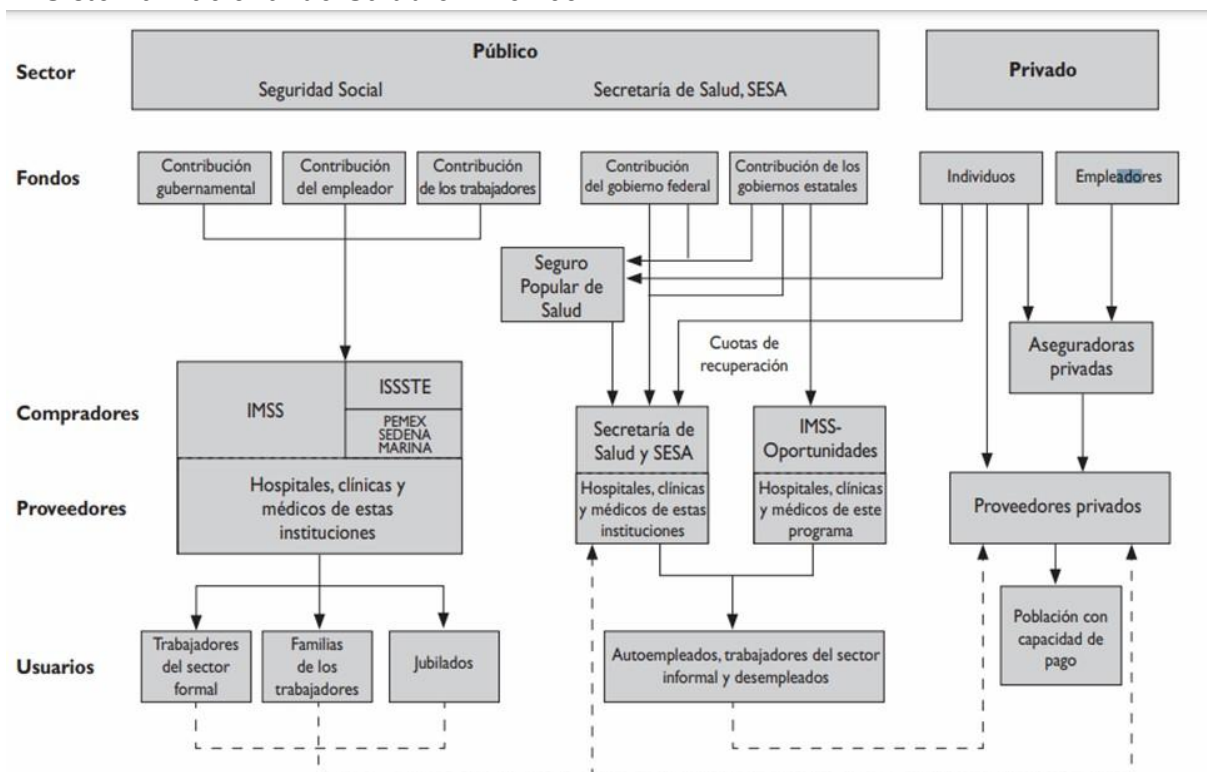 Sector
Público
Seguridad Social
Secretaría de Salud, SESA
Privado
Fondos
Contribución
gubernamental
Contribución
del empleador
Contribución
de los trabajadores
Contribución
del gobierno federal
Contribución de los
gobiernos estatales
Individuos
Empleadores
Seguro
Popular de
Salud
Cuotas de
recuperación
Aseguradoras
privadas
Compradores
IMSS
ISSSTE
PEMEX
SEDENA
MARINA
Secretaría de
Salud y SESA
IMSS-
Oportunidades
Proveedores
Hospitales, clínicas y
médicos de estas
instituciones
Hospitales, clínicas
y médicos de estas
instituciones
Hospitales, clínicas
y médicos de este
programa
Proveedores privados
Usuarios
Trabajadores
del sector
formal
Familias
de los
trabajadores
Jubilados
Autoempleados, trabajadores del sector
informal y desempleados
Población con
capacidad de
pago